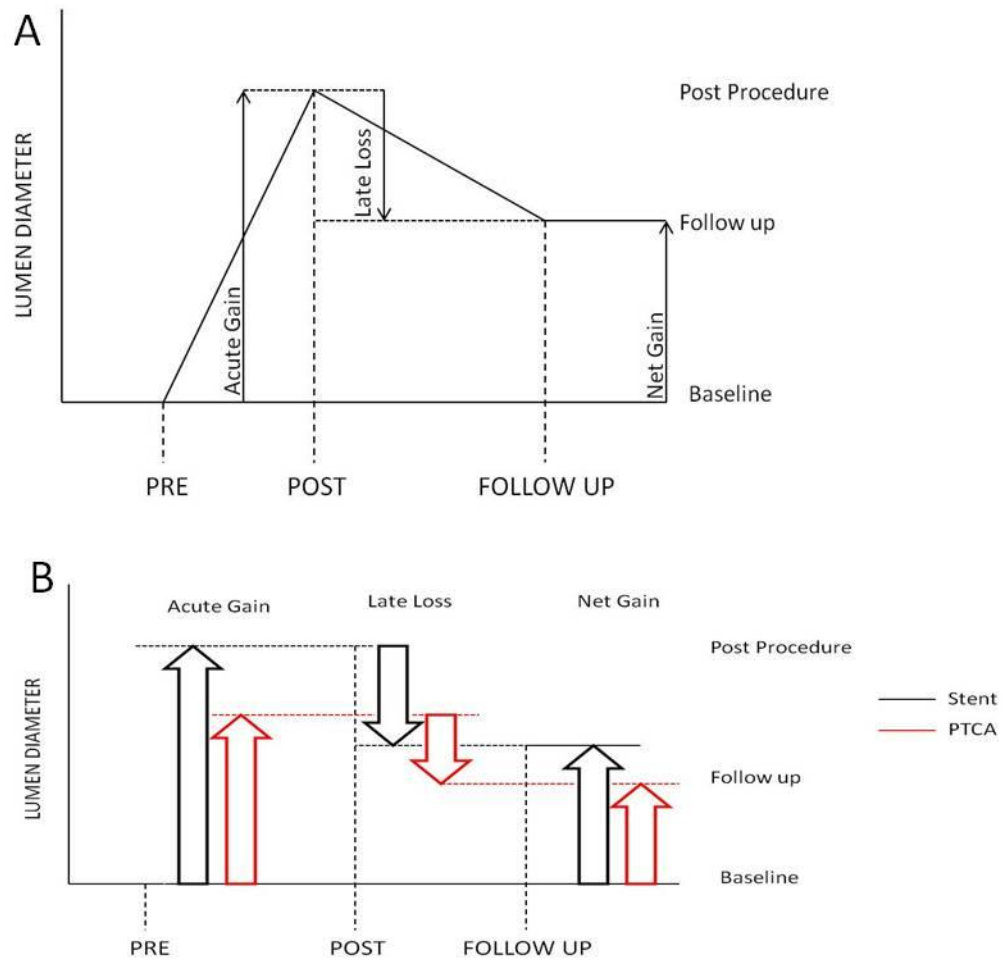 A
LUMEN DIAMETER
Acute Gain
Late Loss
Net Gain
Post Procedure
Follow up
Baseline
PRE
POST
FOLLOW UP
B
LUMEN DIAMETER
Acute Gain
Late Loss
Net Gain
Post Procedure
Stent
PTCA
Follow up
Baseline
PRE
POST
FOLLOW UP